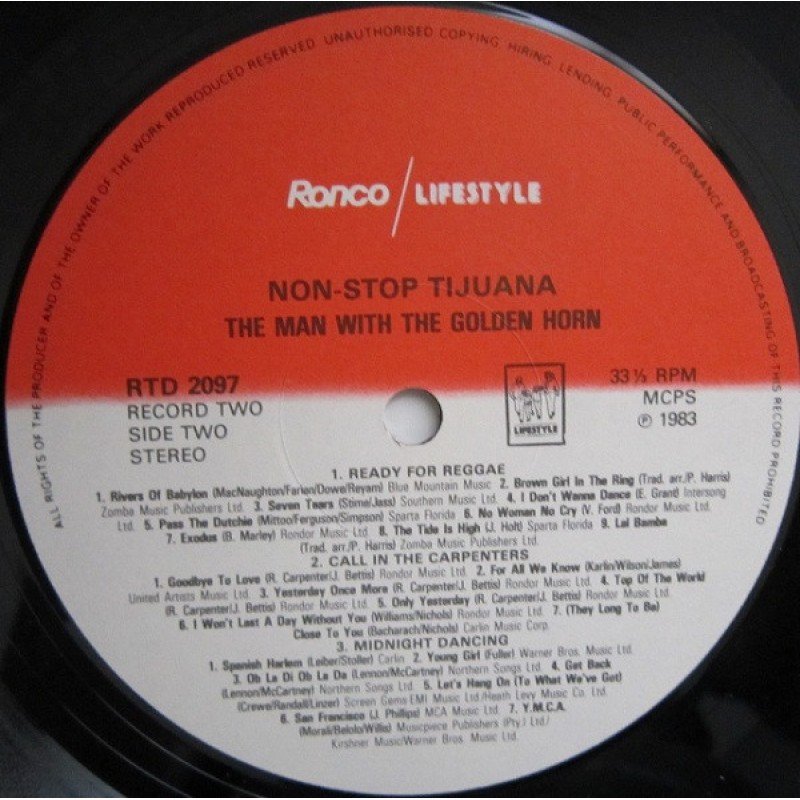 ALL RIGHTS OF THE PRODUCER AND OF THE OWNER OF THE WORK REPRODUCED RESERVED. UNAUTHORISED COPYING, HIRING, LENDING, PUBLIC PERFORMANCE AND BROADCASTING OF THIS RECORD PROHIBITED
Ronco / LIFESTYLE
NON-STOP TIJUANA
THE MAN WITH THE GOLDEN HORN
RTD 2097
RECORD TWO
SIDE TWO
STEREO
LIFESTYLE
33⅓ RPM
MCPS
℗ 1983
1. READY FOR REGGAE
1. Rivers Of Babylon (MacNaughton/Farlon/Dowe/Reyam) Blue Mountain Music 2. Brown Girl In The Ring (Trad. arr./P. Harris)
Zomba Music Publishers Ltd. 3. Seven Tears (Stime/Jass) Southern Music Ltd. 4. I Don't Wanna Dance (E. Grant) Intersong
Ltd. 5. Pass The Dutchie (Mittoo/Ferguson/Simpson) Sparta Florida 6. No Woman No Cry (V. Ford) Rondor Music Ltd.
7. Exodus (B. Marley) Rondor Music Ltd. 8. The Tide Is High (J. Holt) Sparta Florida 9. Lal Bamba
(Trad. arr./P. Harris) Zomba Music Publishers Ltd.
2. CALL IN THE CARPENTERS
1. Goodbye To Love (R. Carpenter/J. Bettis) Rondor Music Ltd. 2. For All We Know (Karlin/Wilson/James)
United Artists Music Ltd. 3. Yesterday Once More (R. Carpenter/J. Bettis) Rondor Music Ltd. 4. Top Of The World
(R. Carpenter/J. Bettis) Rondor Music Ltd. 5. Only Yesterday (R. Carpenter/J. Bettis) Rondor Music Ltd.
6. I Won't Last A Day Without You (Williams/Nichols) Rondor Music Ltd. 7. (They Long To Be)
Close To You (Bacharach/Nichols) Carlin Music Corp.
3. MIDNIGHT DANCING
1. Spanish Harlem (Leiber/Stoller) Carlin 2. Young Girl (Fuller) Warner Bros. Music Ltd.
3. Ob La Di Ob La Da (Lennon/McCartney) Northern Songs Ltd. 4. Get Back
(Lennon/McCartney) Northern Songs Ltd. 5. Let's Hang On (To What We've Got)
(Crewe/Randall/Linzer) Screen Gems EMI Music Ltd./Heath Levy Music Co. Ltd.
6. San Francisco (J. Phillips) MCA Music Ltd. 7. Y.M.C.A.
(Morali/Belolo/Willis) Musicpiece Publishers (Pty.) Ltd/
Kirshner Music/Warner Bros. Music Ltd.